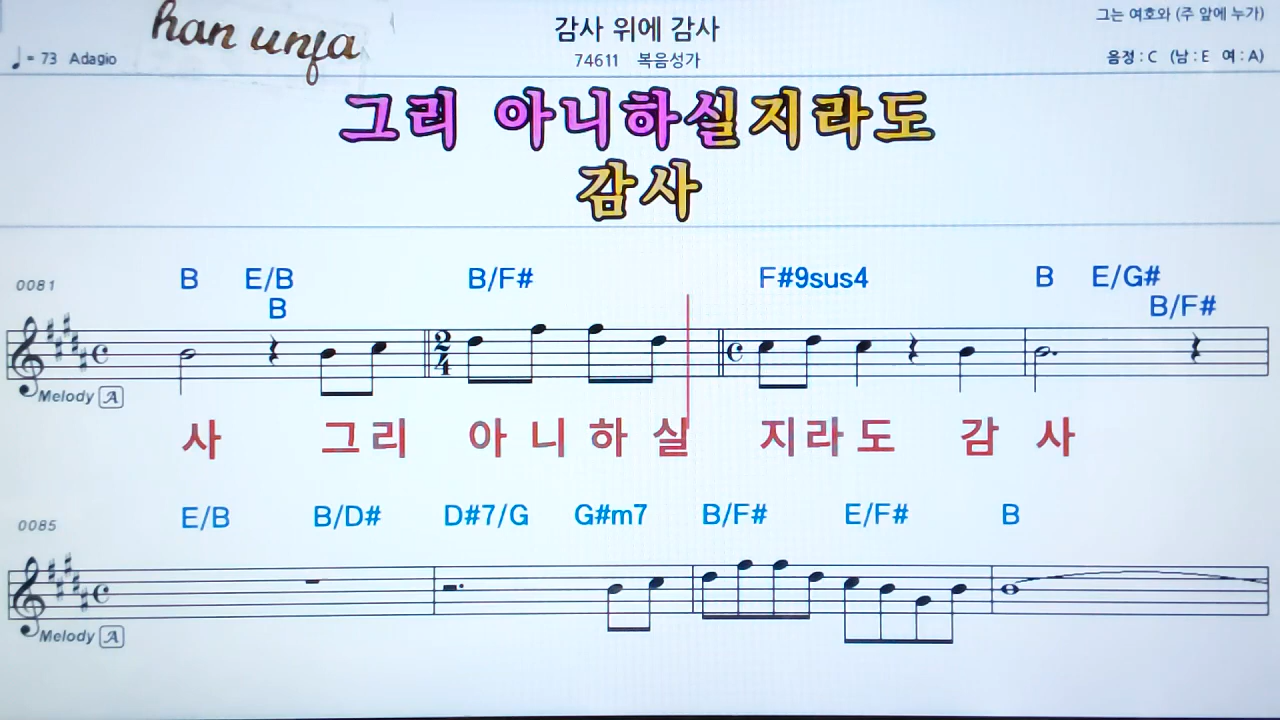 han unja
감사 위에 감사
그는 여호와 (주 앞에 누가)
♩ = 73 Adagio
74611 복음성가
음정 : C (남 : E 여 : A)
그리 아니하실지라도
감사
0081
B E/B B B/F# F#9sus4 B E/G# B/F#
2/4
Melody A
사 그리 아 니 하 실 지라 도 감 사
0085
E/B B/D# D#7/G G#m7 B/F# E/F# B
Melody A